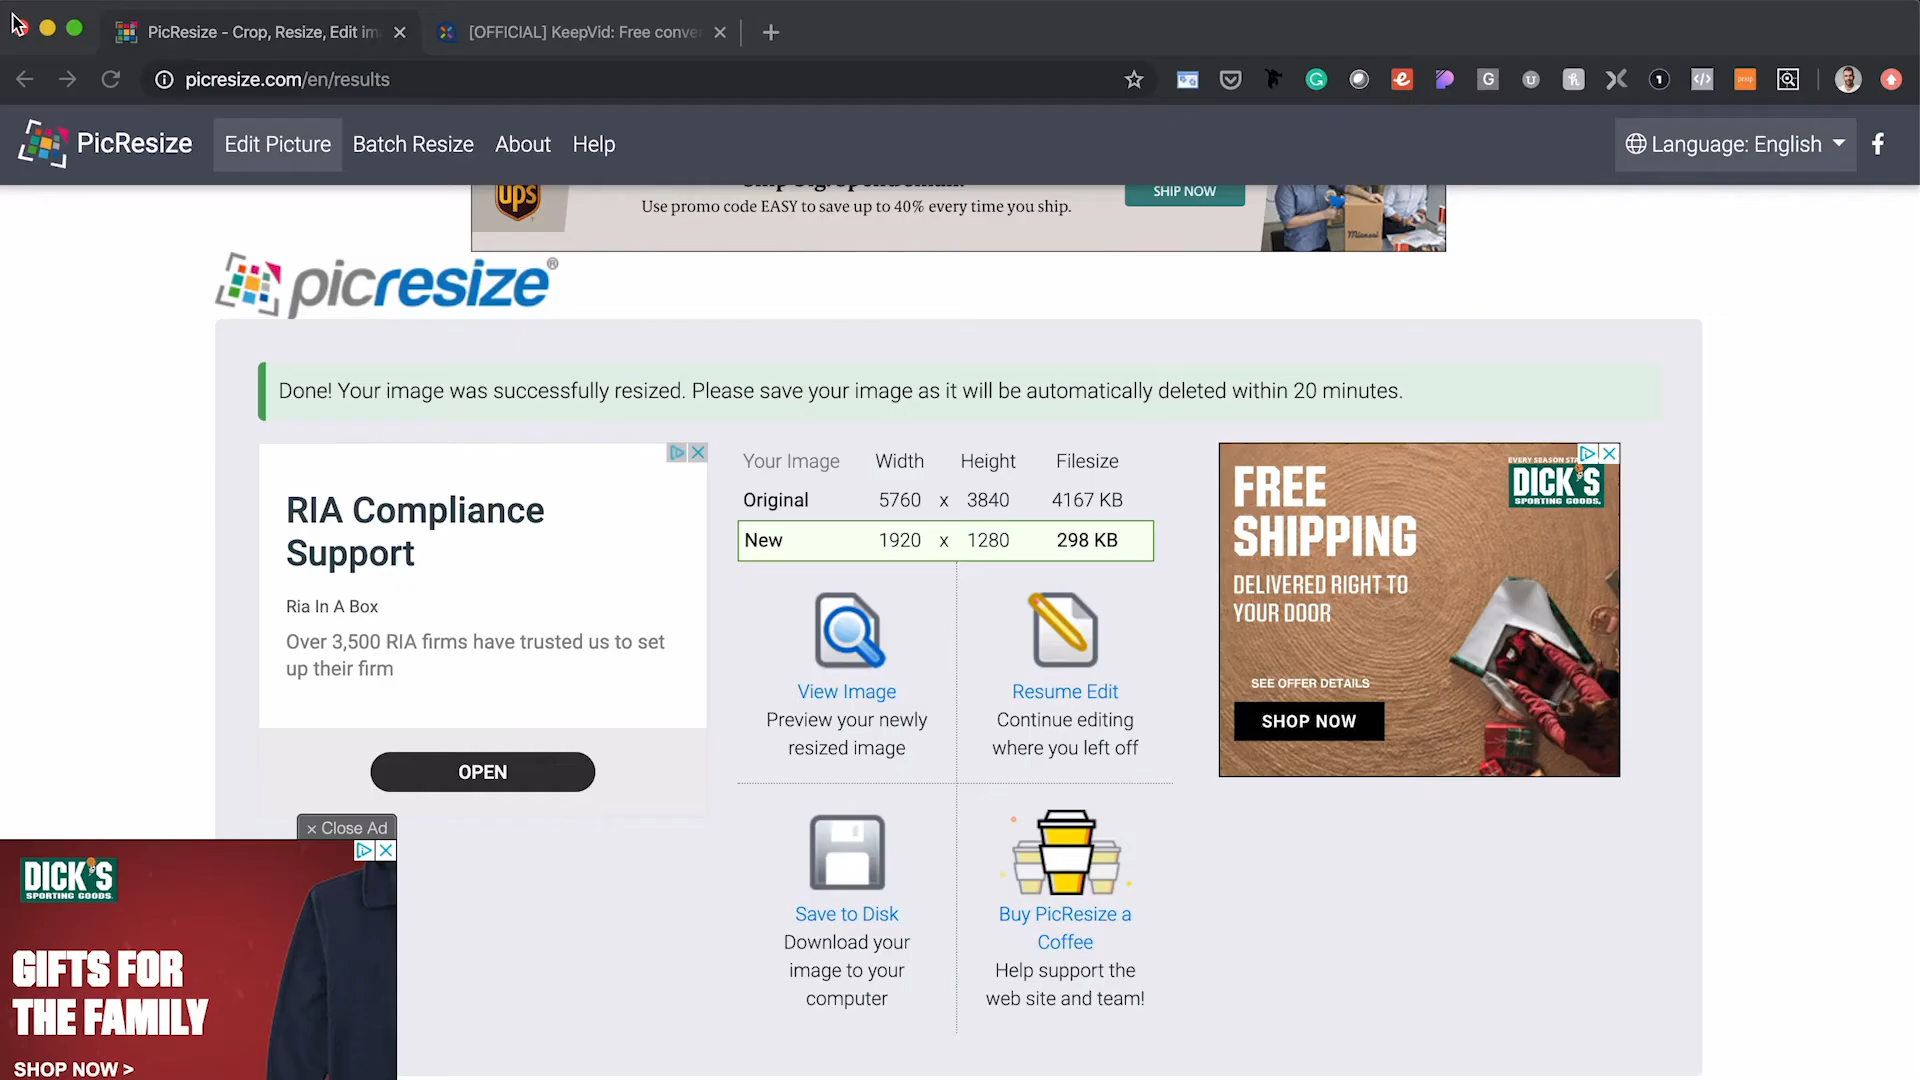 PicResize - Crop, Resize, Edit im
[OFFICIAL] KeepVid: Free conver
picresize.com/en/results
PicResize
Edit Picture
Batch Resize
About
Help
Language: English
ups
Use promo code EASY to save up to 40% every time you ship.
SHIP NOW
picresize®
Done! Your image was successfully resized. Please save your image as it will be automatically deleted within 20 minutes.
RIA Compliance
Support
Ria In A Box
Over 3,500 RIA firms have trusted us to set
up their firm
OPEN
Your Image Width Height Filesize
Original 5760 x 3840 4167 KB
New 1920 x 1280 298 KB
View Image
Preview your newly
resized image
Resume Edit
Continue editing
where you left off
Save to Disk
Download your
image to your
computer
Buy PicResize a
Coffee
Help support the
web site and team!
FREE
SHIPPING
DELIVERED RIGHT TO
YOUR DOOR
SEE OFFER DETAILS
SHOP NOW
DICK'S
SPORTING GOODS
× Close Ad
DICK'S
SPORTING GOODS
GIFTS FOR
THE FAMILY
SHOP NOW >